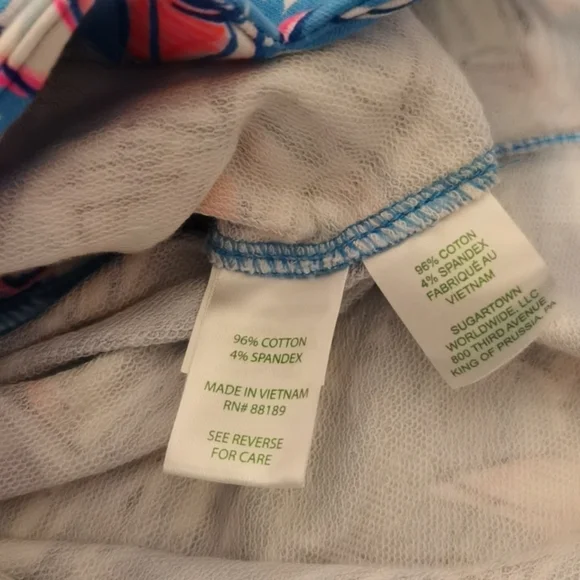 96% COTTON
4% SPANDEX
MADE IN VIETNAM
RN# 88189
SEE REVERSE
FOR CARE
96% COTON
4% SPANDEX
FABRIQUE AU
VIETNAM
SUGARTOWN
WORLDWIDE, LLC
800 THIRD AVENUE
KING OF PRUSSIA, PA